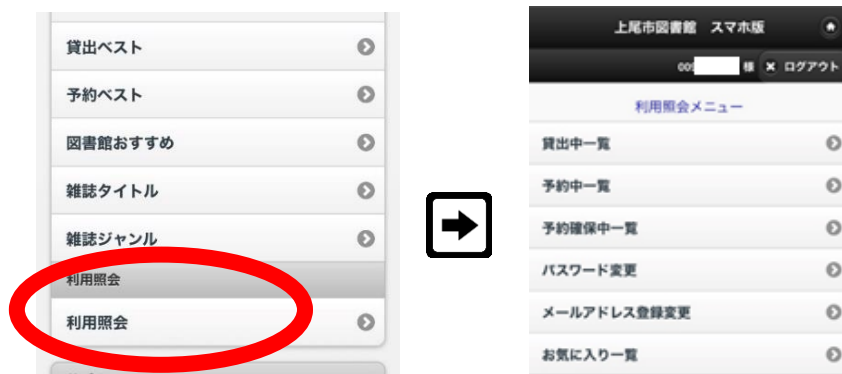 貸出ベスト
予約ベスト
図書館おすすめ
雑誌タイトル
雑誌ジャンル
利用照会
利用照会
上尾市図書館 スマホ版
様 ログアウト
利用照会メニュー
貸出中一覧
予約中一覧
予約確保中一覧
パスワード変更
メールアドレス登録変更
お気に入り一覧